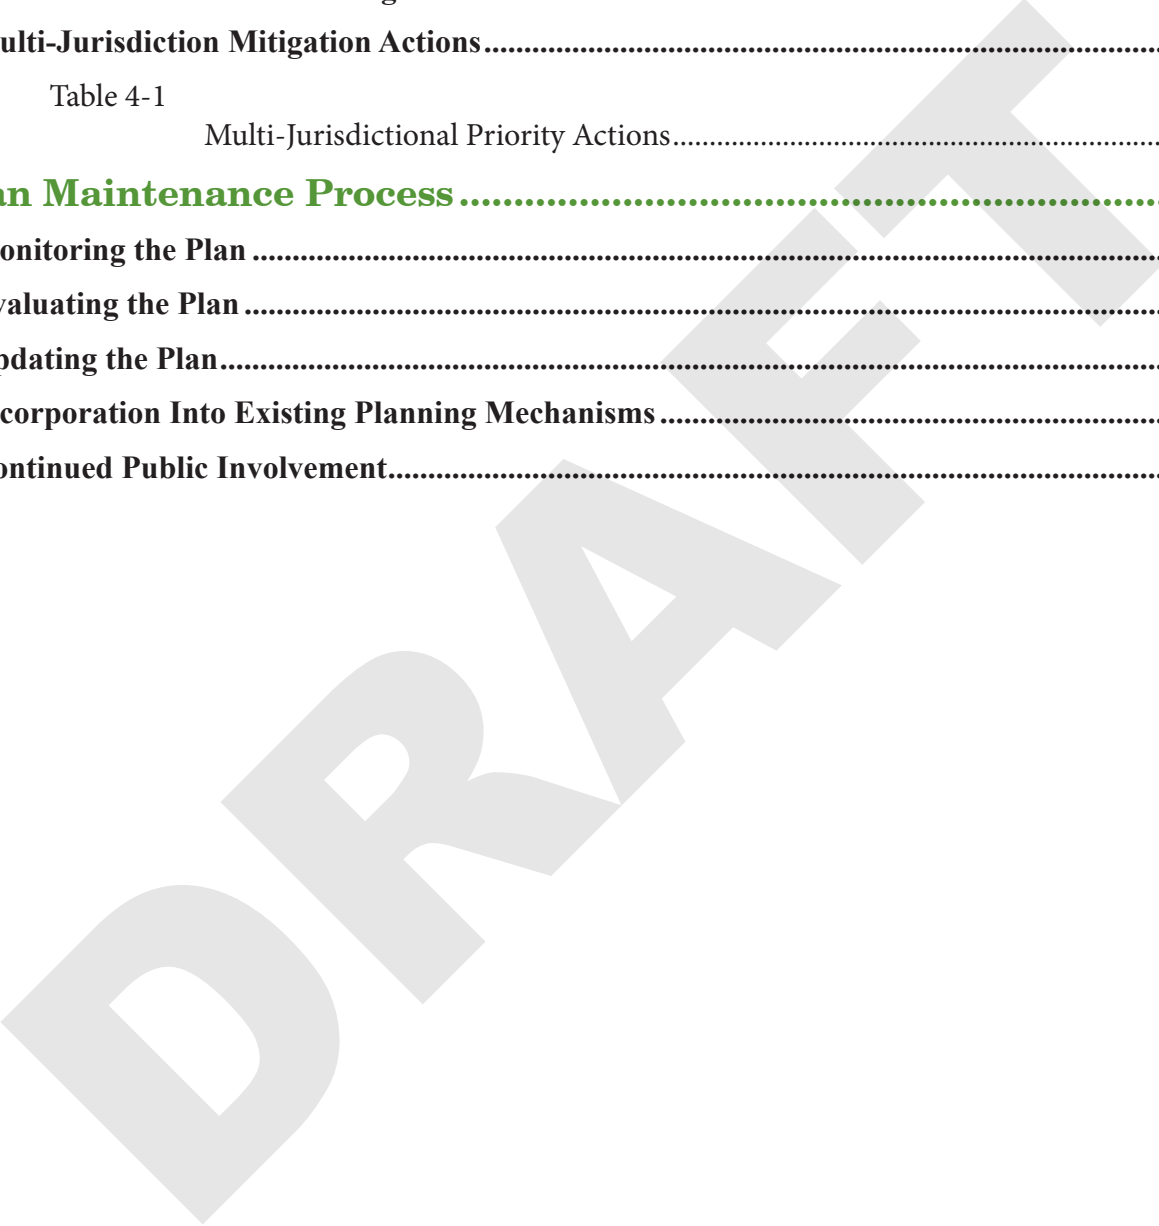 ulti-Jurisdiction Mitigation Actions
Table 4-1
Multi-Jurisdictional Priority Actions
an Maintenance Process
onitoring the Plan
valuating the Plan
pdating the Plan
corporation Into Existing Planning Mechanisms
ontinued Public Involvement
DRAFT